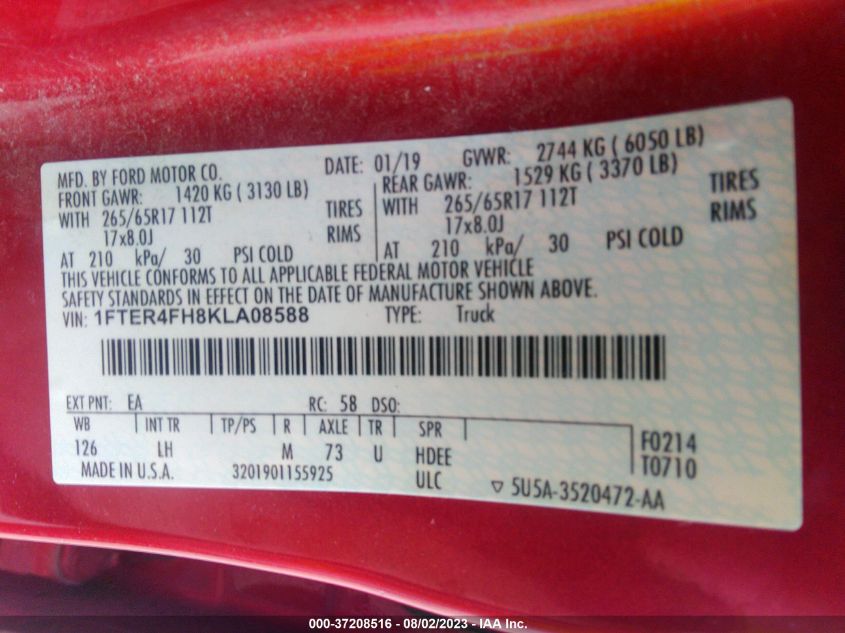 MFD. BY FORD MOTOR CO. DATE: 01/19 GVWR: 2744 KG ( 6050 LB)
FRONT GAWR: 1420 KG ( 3130 LB) REAR GAWR: 1529 KG ( 3370 LB)
WITH 265/65R17 112T TIRES WITH 265/65R17 112T TIRES
17x8.0J RIMS 17x8.0J RIMS
AT 210 kPa/ 30 PSI COLD AT 210 kPa/ 30 PSI COLD
THIS VEHICLE CONFORMS TO ALL APPLICABLE FEDERAL MOTOR VEHICLE
SAFETY STANDARDS IN EFFECT ON THE DATE OF MANUFACTURE SHOWN ABOVE.
VIN: 1FTER4FH8KLA08588 TYPE: Truck
EXT PNT: EA RC: 58 DSO:
WB INT TR TP/PS R AXLE TR SPR
126 LH M 73 U HDEE F0214
MADE IN U.S.A. 3201901155925 ULC T0710
▽ 5U5A-3520472-AA
000-37208516 - 08/02/2023 - IAA Inc.